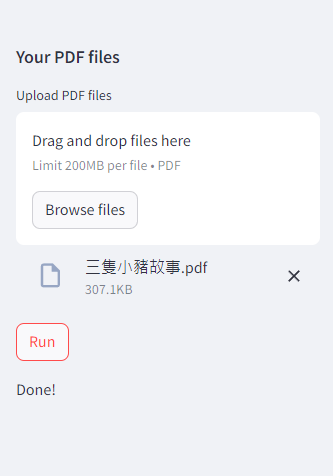 Your PDF files
Upload PDF files
Drag and drop files here
Limit 200MB per file • PDF
Browse files
三隻小豬故事.pdf
307.1KB
Run
Done!